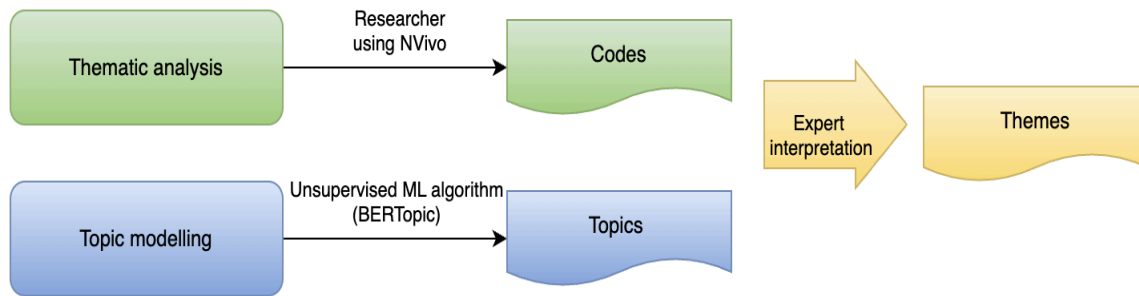 Thematic analysis
Researcher
using NVivo
Codes
Expert
interpretation
Themes
Topic modelling
Unsupervised ML algorithm
(BERTopic)
Topics